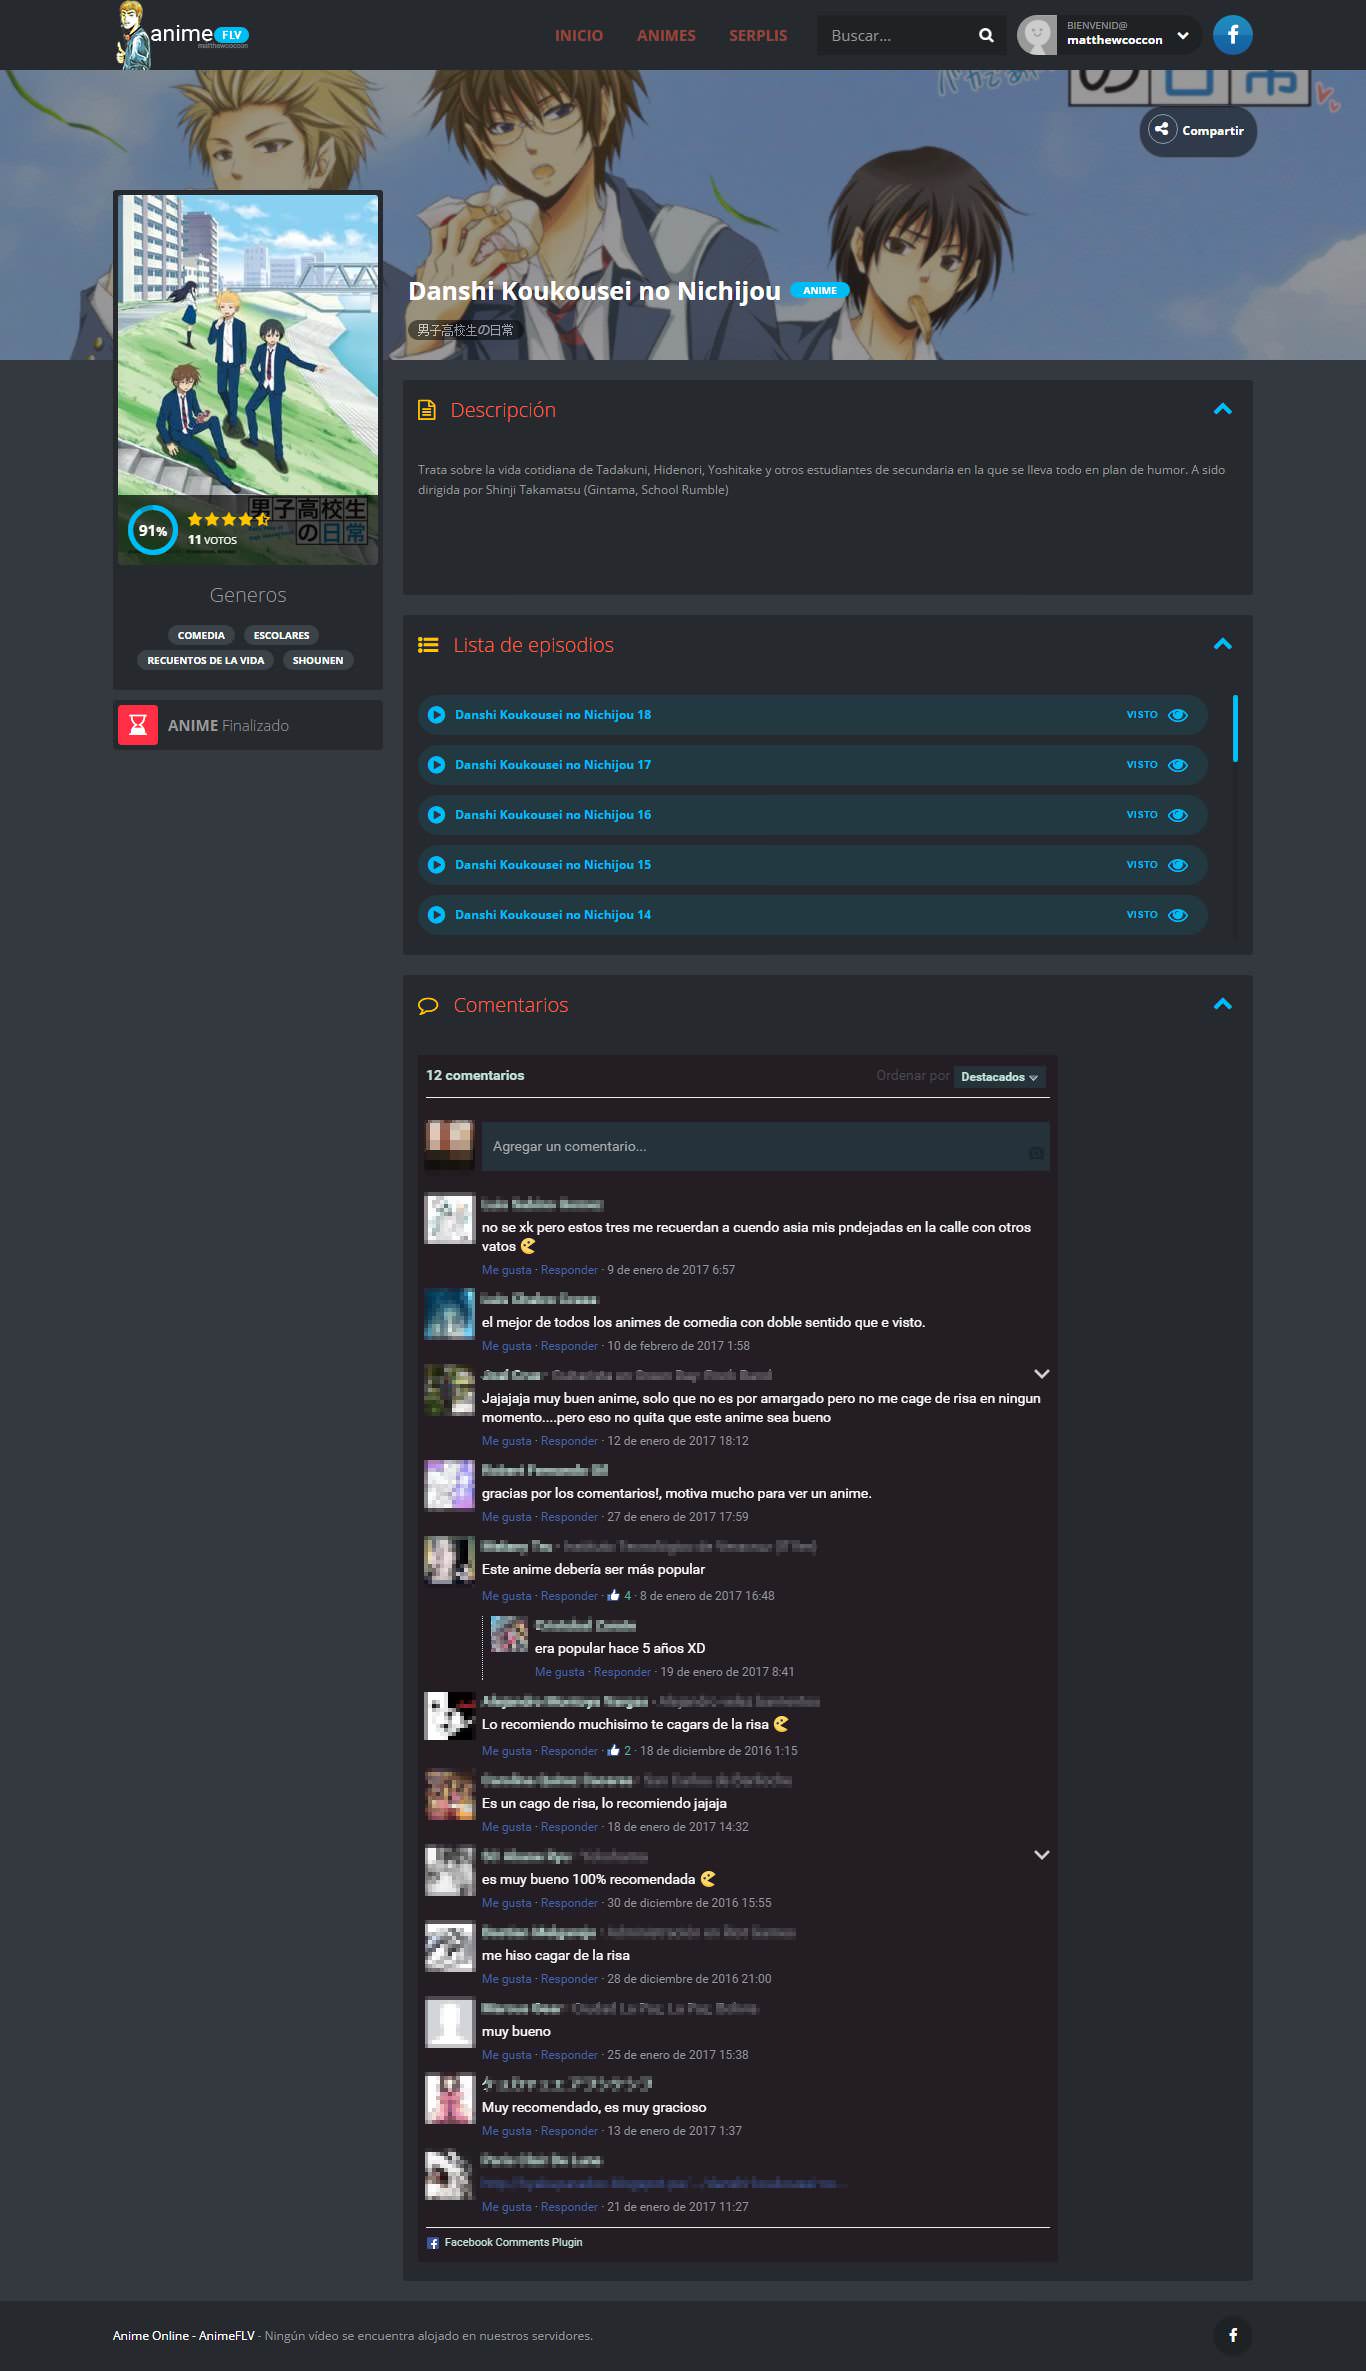 anime FLV
matthewcoccon
INICIO
ANIMES
SERPLIS
Buscar...
BIENVENID@
matthewcoccon
の日常
Compartir
Danshi Koukousei no Nichijou ANIME
男子高校生の日常
男子高校生
の日常
91%
11 VOTOS
Generos
COMEDIA
ESCOLARES
RECUENTOS DE LA VIDA
SHOUNEN
ANIME Finalizado
Descripción
Trata sobre la vida cotidiana de Tadakuni, Hidenori, Yoshitake y otros estudiantes de secundaria en la que se lleva todo en plan de humor. A sido
dirigida por Shinji Takamatsu (Gintama, School Rumble)
Lista de episodios
Danshi Koukousei no Nichijou 18 VISTO
Danshi Koukousei no Nichijou 17 VISTO
Danshi Koukousei no Nichijou 16 VISTO
Danshi Koukousei no Nichijou 15 VISTO
Danshi Koukousei no Nichijou 14 VISTO
Comentarios
12 comentarios
Ordenar por Destacados
Agregar un comentario...
no se xk pero estos tres me recuerdan a cuendo asia mis pndejadas en la calle con otros
vatos
Me gusta · Responder · 9 de enero de 2017 6:57
el mejor de todos los animes de comedia con doble sentido que e visto.
Me gusta · Responder · 10 de febrero de 2017 1:58
Jajajaja muy buen anime, solo que no es por amargado pero no me cage de risa en ningun
momento....pero eso no quita que este anime sea bueno
Me gusta · Responder · 12 de enero de 2017 18:12
gracias por los comentarios!, motiva mucho para ver un anime.
Me gusta · Responder · 27 de enero de 2017 17:59
Este anime debería ser más popular
Me gusta · Responder · 4 · 8 de enero de 2017 16:48
era popular hace 5 años XD
Me gusta · Responder · 19 de enero de 2017 8:41
Lo recomiendo muchisimo te cagars de la risa
Me gusta · Responder · 2 · 18 de diciembre de 2016 1:15
Es un cago de risa, lo recomiendo jajaja
Me gusta · Responder · 18 de enero de 2017 14:32
es muy bueno 100% recomendada
Me gusta · Responder · 30 de diciembre de 2016 15:55
me hiso cagar de la risa
Me gusta · Responder · 28 de diciembre de 2016 21:00
muy bueno
Me gusta · Responder · 25 de enero de 2017 15:38
Muy recomendado, es muy gracioso
Me gusta · Responder · 13 de enero de 2017 1:37
Me gusta · Responder · 21 de enero de 2017 11:27
Facebook Comments Plugin
Anime Online - AnimeFLV - Ningún vídeo se encuentra alojado en nuestros servidores.